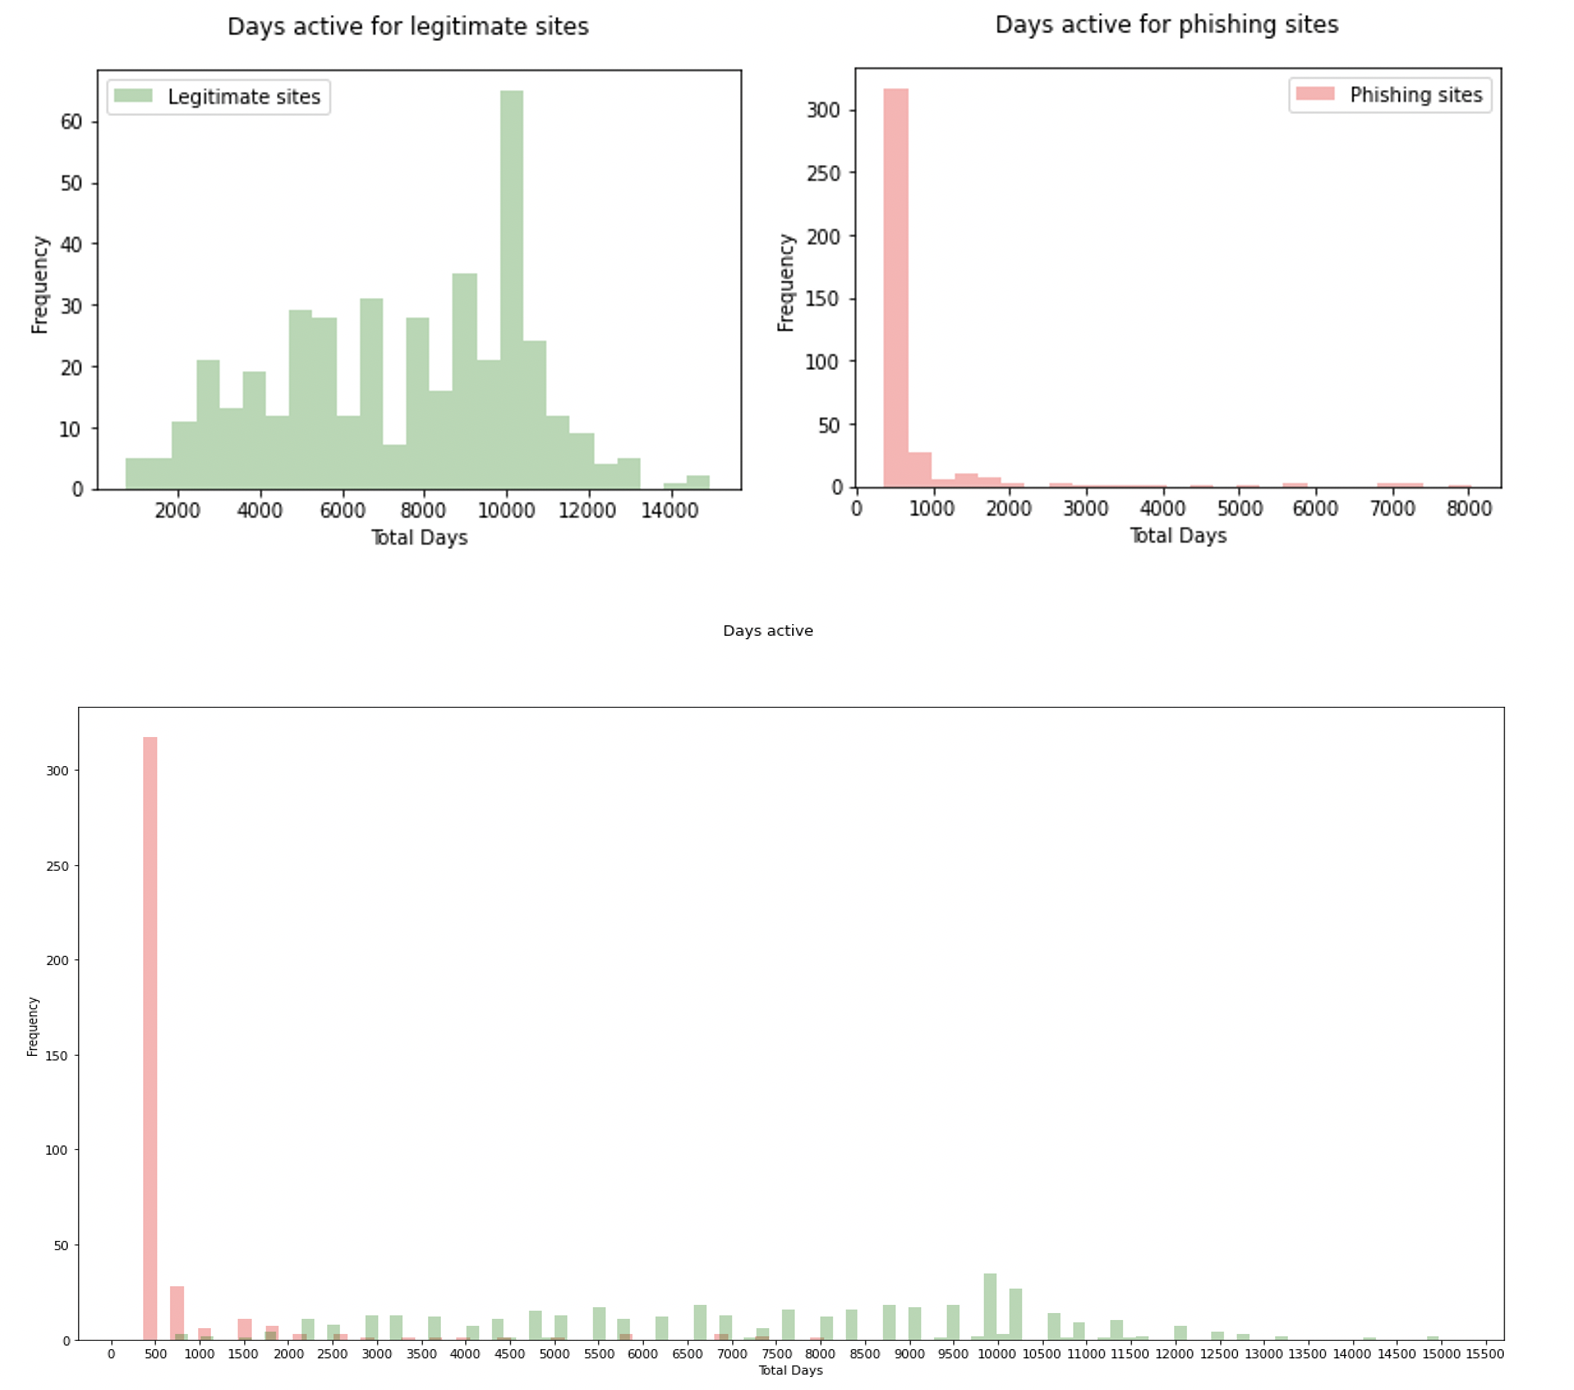 Days active for legitimate sites
Legitimate sites
60
50
40
30
20
10
0
Frequency
2000 4000 6000 8000 10000 12000 14000
Total Days
Days active for phishing sites
Phishing sites
300
250
200
150
100
50
0
Frequency
0 1000 2000 3000 4000 5000 6000 7000 8000
Total Days
Days active
300
250
200
150
100
50
0
Frequency
0 500 1000 1500 2000 2500 3000 3500 4000 4500 5000 5500 6000 6500 7000 7500 8000 8500 9000 9500 10000 10500 11000 11500 12000 12500 13000 13500 14000 14500 15000 15500
Total Days